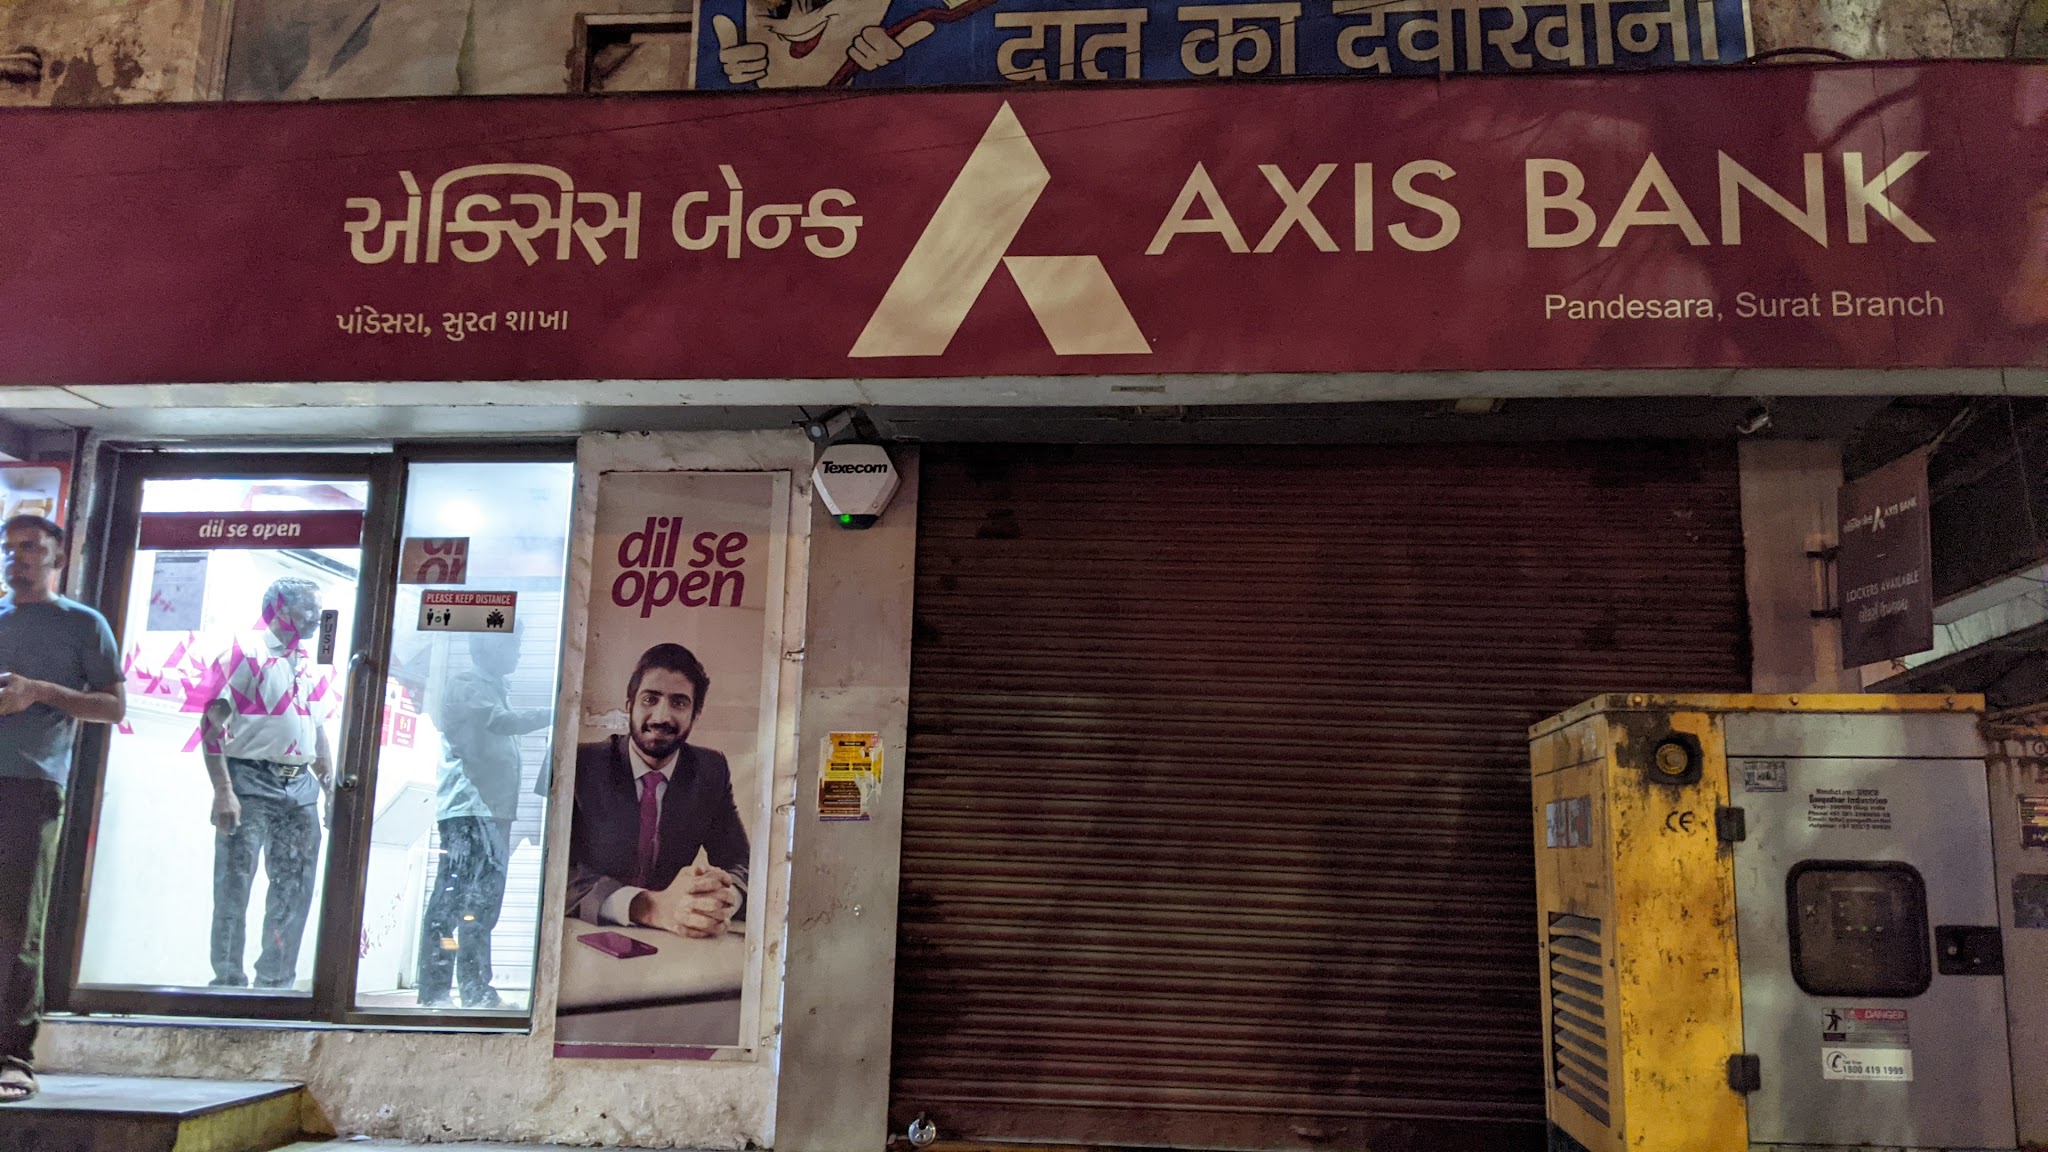 दांत का दवाखाना
એક્સિસ બેન્ક
AXIS BANK
પાંડેસરા, સુરત શાખા
Pandesara, Surat Branch
Texecom
dil se open
dil se
open
PUSH
PLEASE KEEP DISTANCE
AXIS BANK
LOCKERS AVAILABLE
CE
DANGER
1800 419 1999